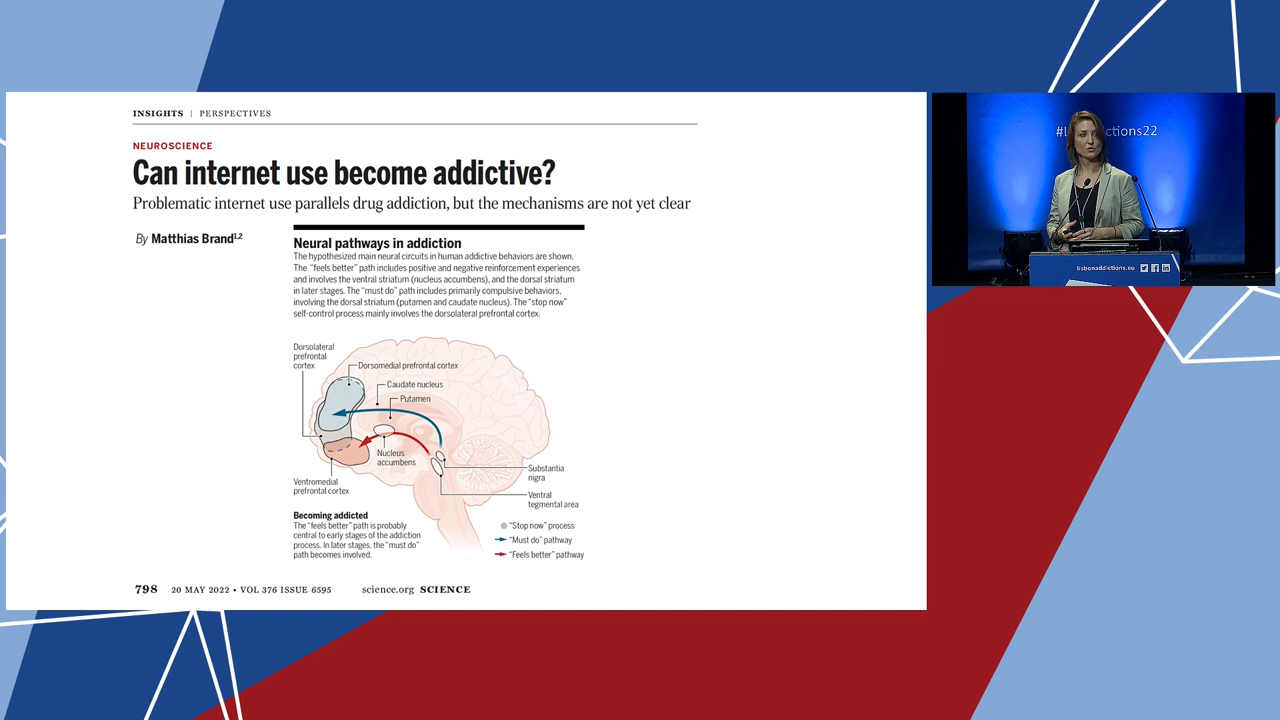 INSIGHTS | PERSPECTIVES
NEUROSCIENCE
Can internet use become addictive?
Problematic internet use parallels drug addiction, but the mechanisms are not yet clear
By Matthias Brand1,2
Neural pathways in addiction
The hypothesized main neural circuits in human addictive behaviors are shown.
The "feels better" path includes positive and negative reinforcement experiences
and involves the ventral striatum (nucleus accumbens), and the dorsal striatum
in later stages. The "must do" path includes primarily compulsive behaviors,
involving the dorsal striatum (putamen and caudate nucleus). The "stop now"
self-control process mainly involves the dorsolateral prefrontal cortex.
Dorsolateral
prefrontal
cortex
Dorsomedial prefrontal cortex
Caudate nucleus
Putamen
Nucleus
accumbens
Substantia
nigra
Ventromedial
prefrontal cortex
Ventral
tegmental area
Becoming addicted
The "feels better" path is probably
central to early stages of the addiction
process. In later stages, the "must do"
path becomes involved.
"Stop now" process
"Must do" pathway
"Feels better" pathway
798 20 MAY 2022 • VOL 376 ISSUE 6595 science.org SCIENCE
#L ctions22
lisbonaddictions.eu